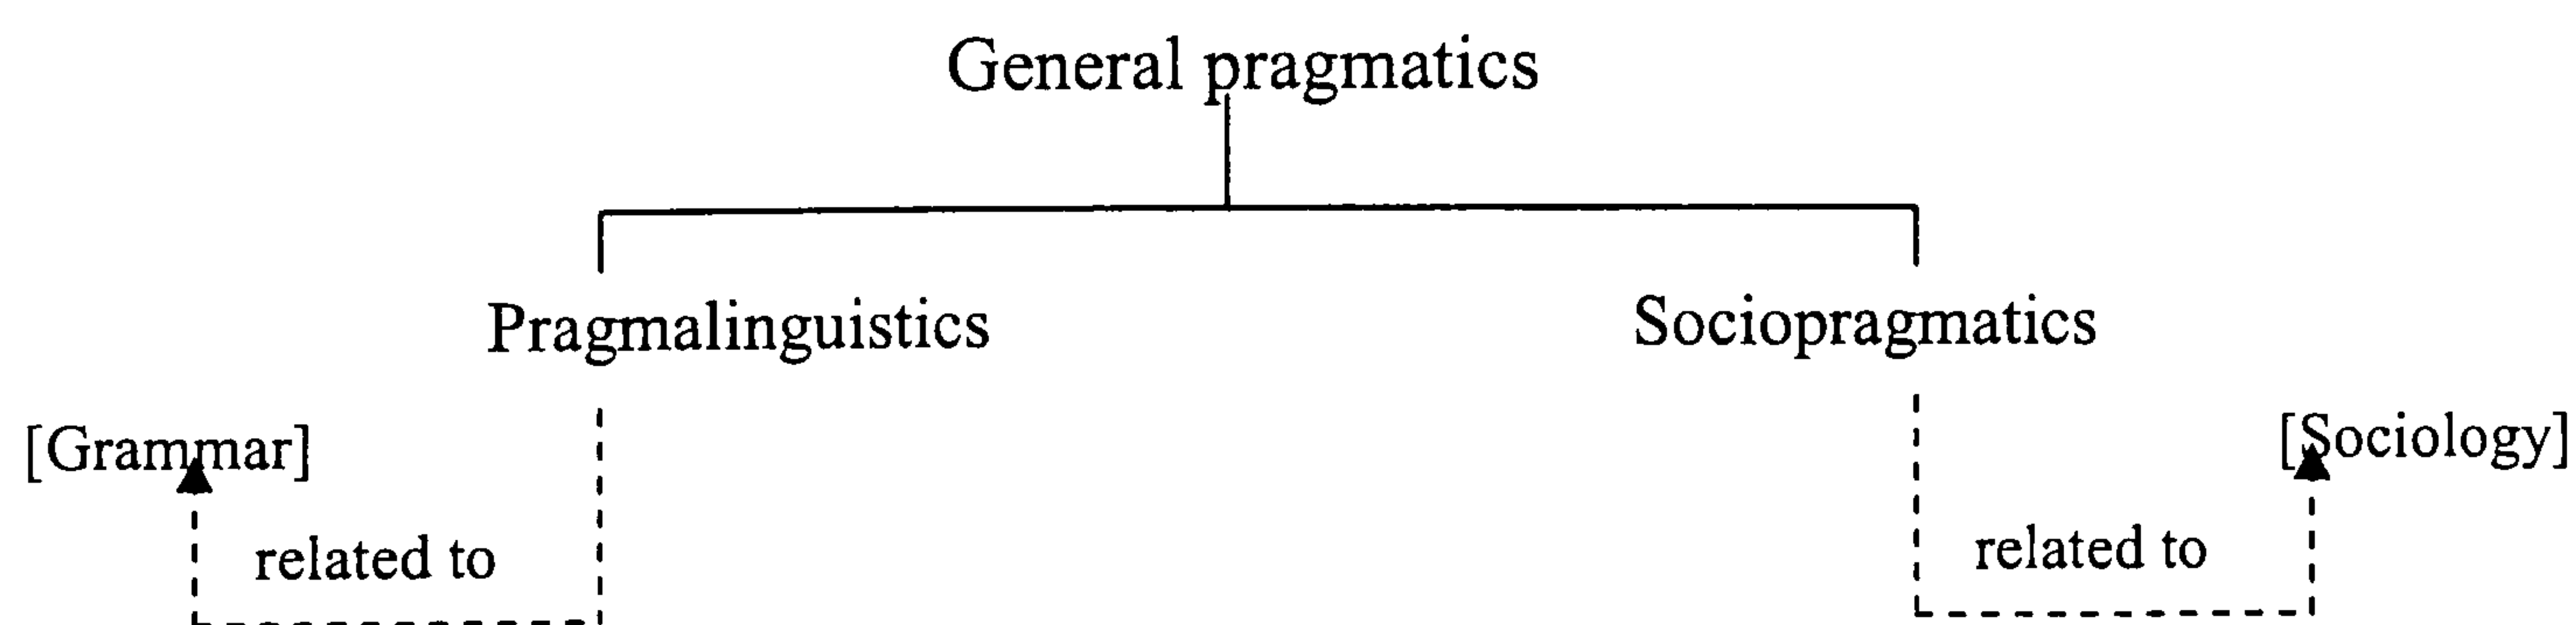 General pragmatics
Pragmalinguistics
Sociopragmatics
[Grammar]
[Sociology]
related to
related to